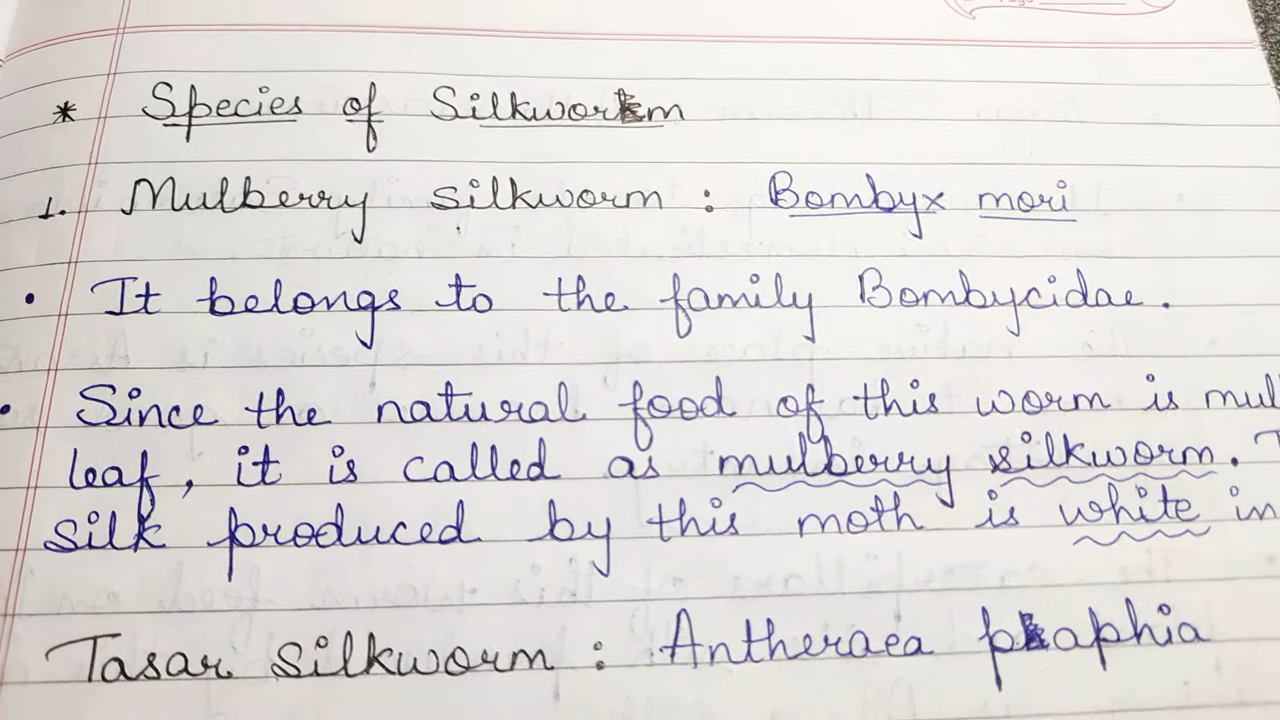 * Species of Silkworm
1. Mulberry silkworm : Bombyx mori
• It belongs to the family Bombycidae.
• Since the natural food of this worm is mul
leaf, it is called as mulberry silkworm. T
silk produced by this moth is white in
Tasar silkworm : Antheraea paphia